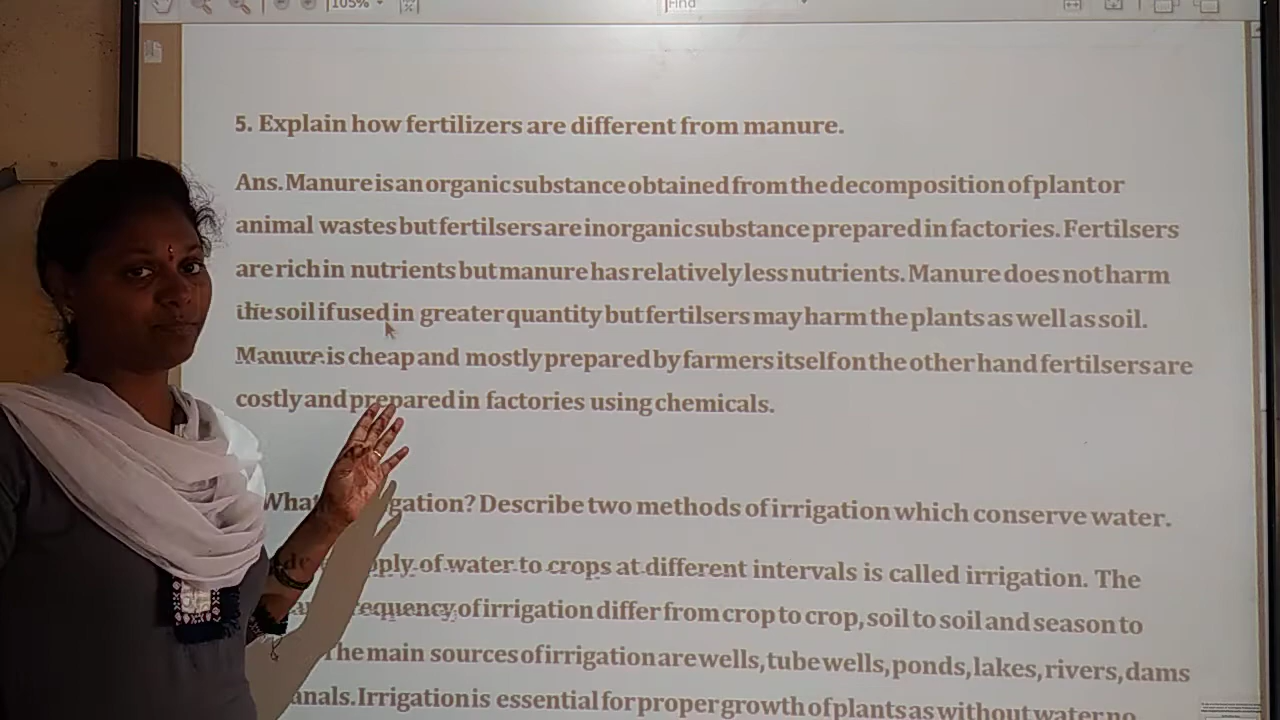 105%
Find
5. Explain how fertilizers are different from manure.
Ans. Manure is an organic substance obtained from the decomposition of plant or
animal wastes but fertilsers are inorganic substance prepared in factories. Fertilsers
are rich in nutrients but manure has relatively less nutrients. Manure does not harm
the soil if used in greater quantity but fertilsers may harm the plants as well as soil.
Manure is cheap and mostly prepared by farmers itself on the other hand fertilsers are
costly and prepared in factories using chemicals.
gation? Describe two methods of irrigation which conserve water.
of water to crops at different intervals is called irrigation. The
of irrigation differ from crop to crop, soil to soil and season to
The main sources of irrigation are wells, tube wells, ponds, lakes, rivers, dams
anals. Irrigation is essential for proper growth of plants as without water no